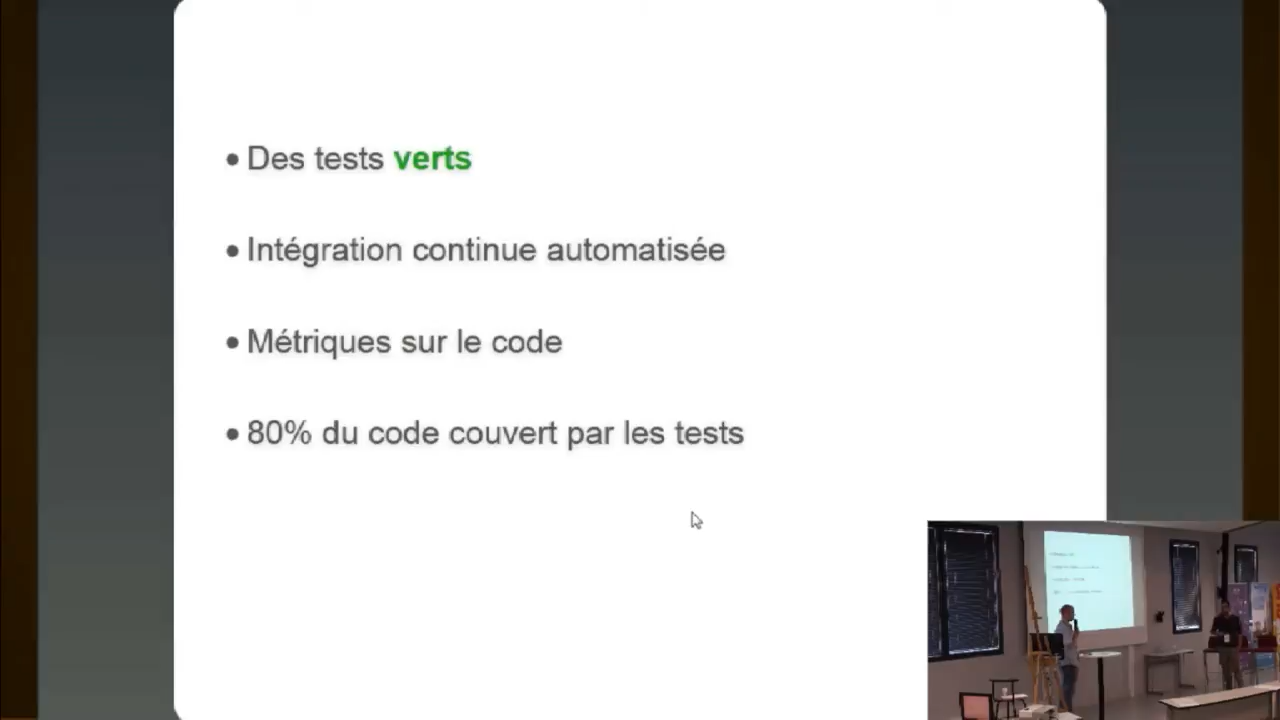 • Des tests verts
• Intégration continue automatisée
• Métriques sur le code
• 80% du code couvert par les tests